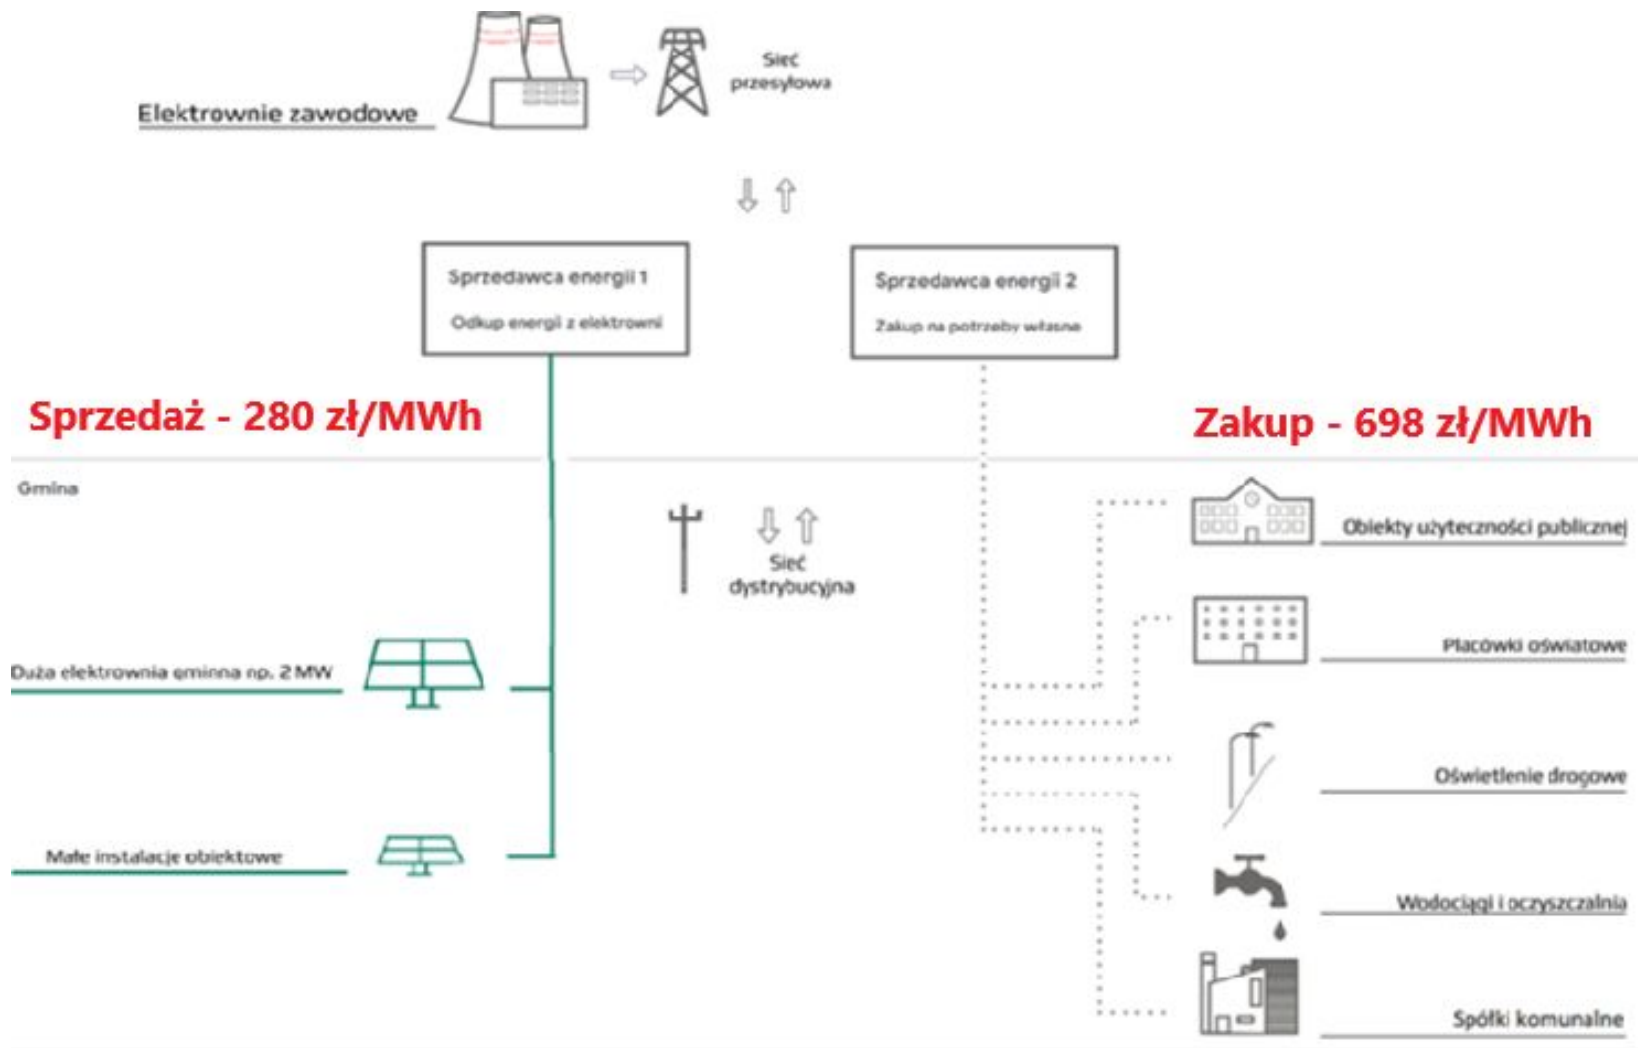 Elektrownie zawodowe
Sieć
przesyłowa
Sprzedawca energii 1
Odkup energii z elektrowni
Sprzedawca energii 2
Zakup na potrzeby własne
Sprzedaż - 280 zł/MWh
Zakup - 698 zł/MWh
Gmina
Sieć
dystrybucyjna
Obiekty użyteczności publicznej
Placówki oświatowe
Duża elektrownia gminna np. 2 MW
Oświetlenie drogowe
Małe instalacje obiektowe
Wodociągi i oczyszczalnia
Spółki komunalne